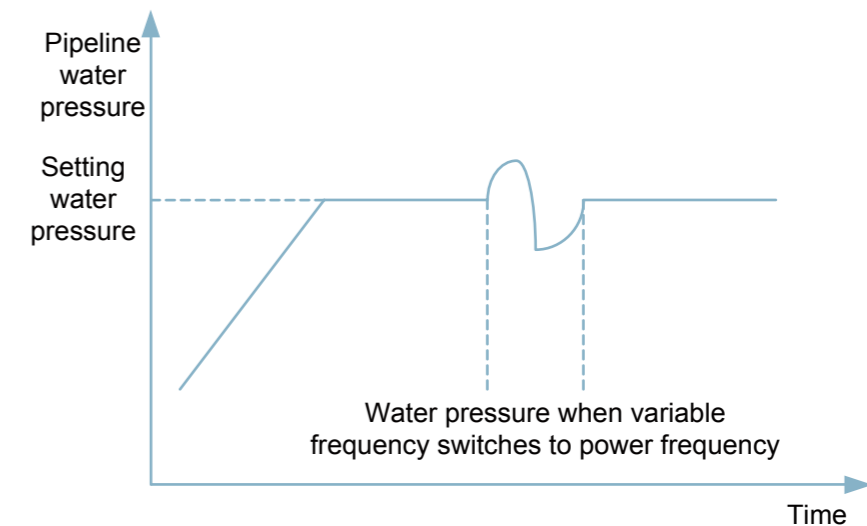 Pipeline
water
pressure
Setting
water
pressure
Water pressure when variable
frequency switches to power frequency
Time